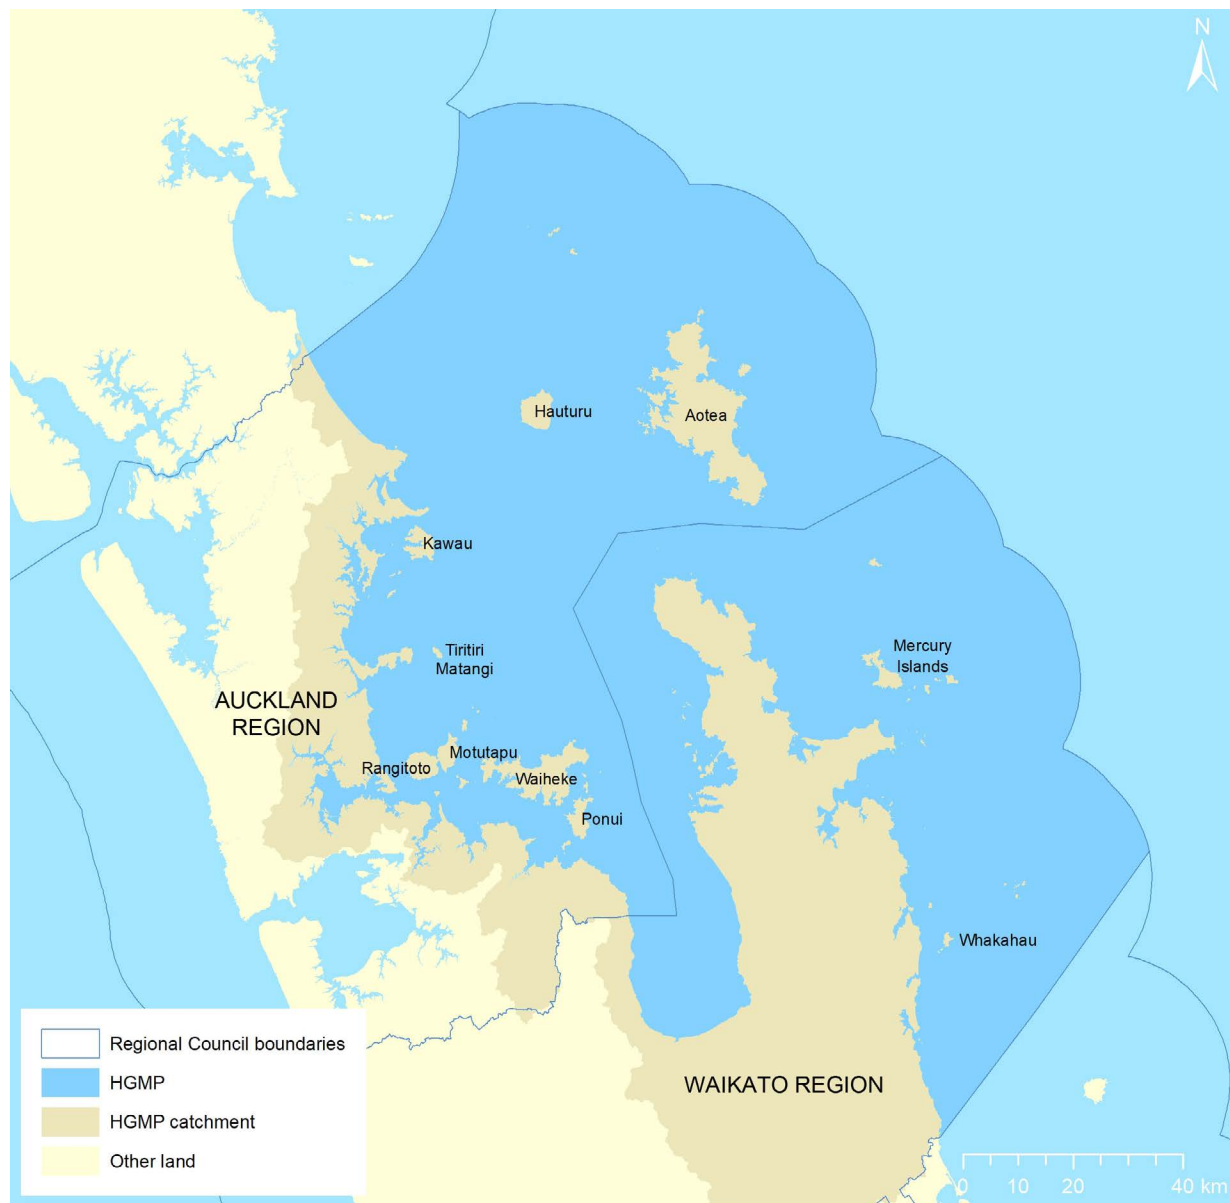 N
Hauturu
Aotea
Kawau
Tiritiri
Matangi
Mercury
Islands
AUCKLAND
REGION
Motutapu
Rangitoto
Waiheke
Ponui
Whakahau
WAIKATO REGION
Regional Council boundaries
HGMP
HGMP catchment
Other land
0 10 20 40 km